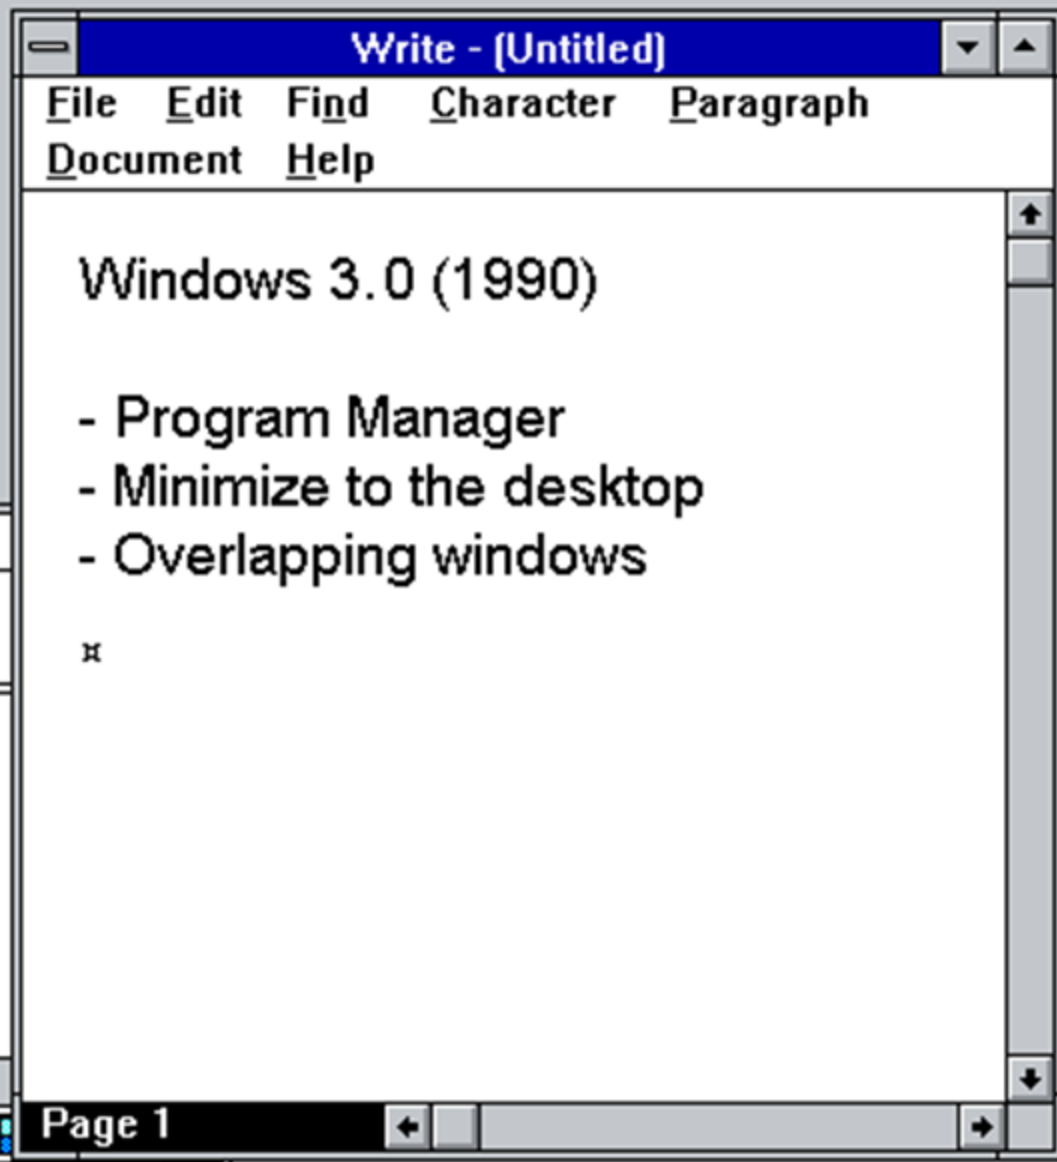 Write - (Untitled)
File Edit Find Character Paragraph
Document Help
Windows 3.0 (1990)
- Program Manager
- Minimize to the desktop
- Overlapping windows
¤
Page 1